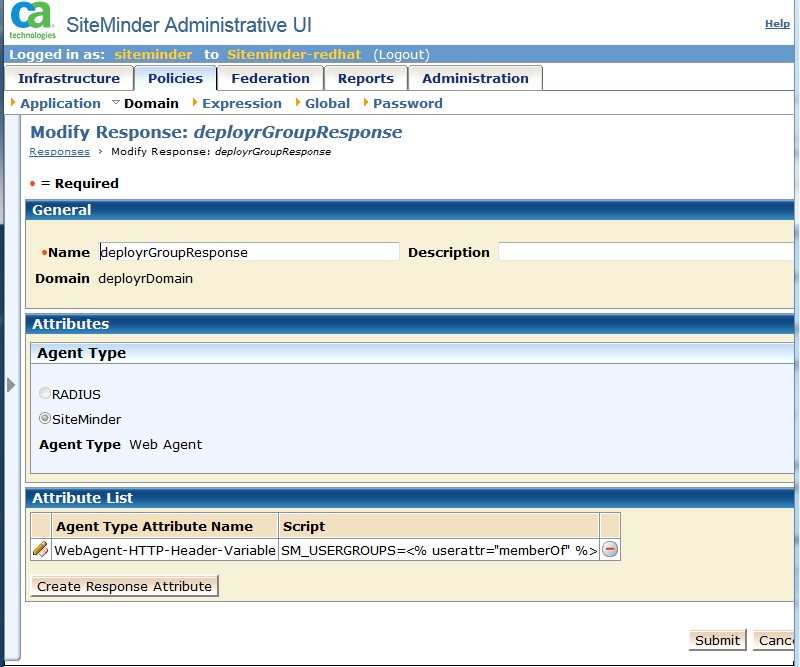 ca
technologies
SiteMinder Administrative UI
Help
Logged in as: siteminder to Siteminder-redhat (Logout)
Infrastructure Policies Federation Reports Administration
Application Domain Expression Global Password
Modify Response: deployrGroupResponse
Responses > Modify Response: deployrGroupResponse
• = Required
General
•Name deployrGroupResponse Description
Domain deployrDomain
Attributes
Agent Type
RADIUS
SiteMinder
Agent Type Web Agent
Attribute List
Agent Type Attribute Name Script
WebAgent-HTTP-Header-Variable SM_USERGROUPS=<% userattr="memberOf" %>
Create Response Attribute
Submit Canc